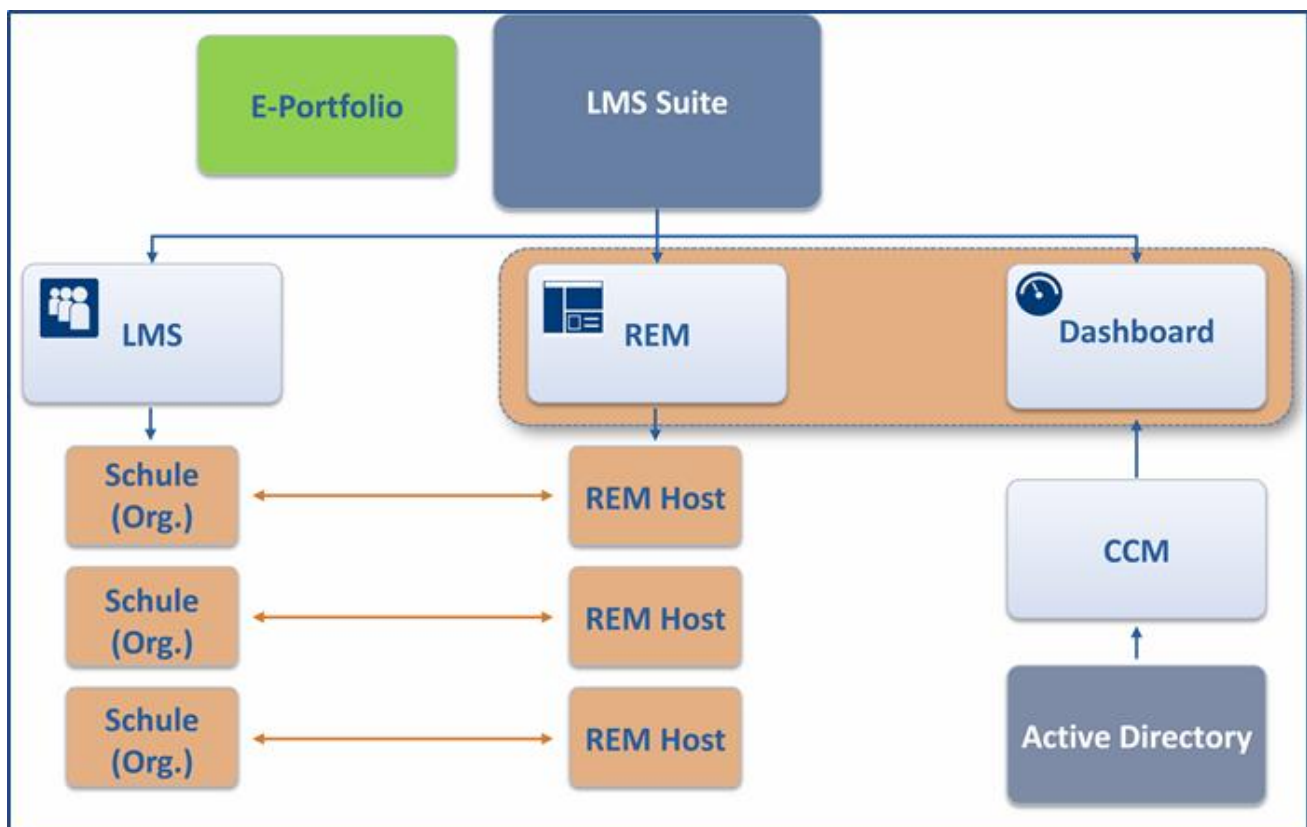 E-Portfolio
LMS Suite
LMS
REM
Dashboard
Schule
(Org.)
REM Host
CCM
Schule
(Org.)
REM Host
Schule
(Org.)
REM Host
Active Directory